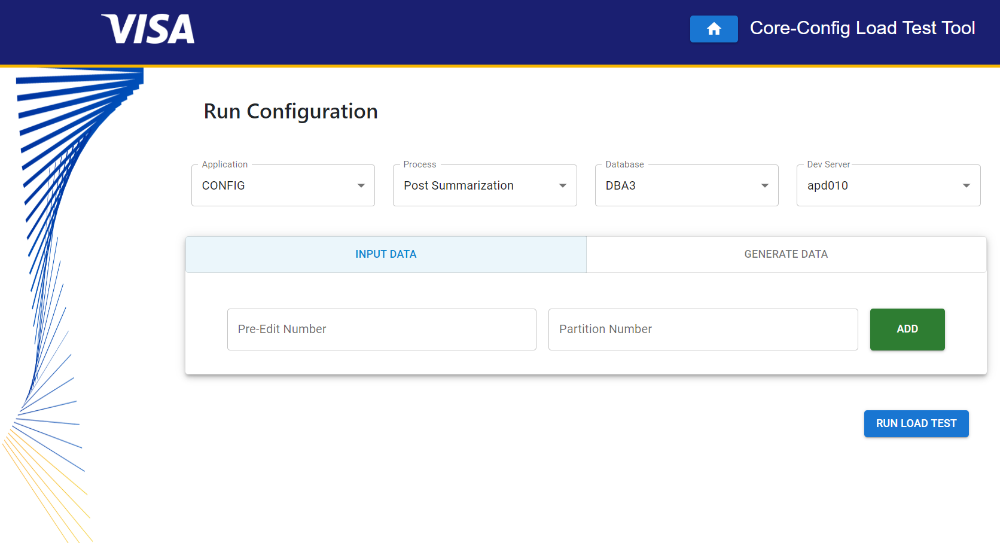 VISA
Core-Config Load Test Tool
Run Configuration
Application
CONFIG
Process
Post Summarization
Database
DBA3
Dev Server
apd010
INPUT DATA
GENERATE DATA
Pre-Edit Number
Partition Number
ADD
RUN LOAD TEST